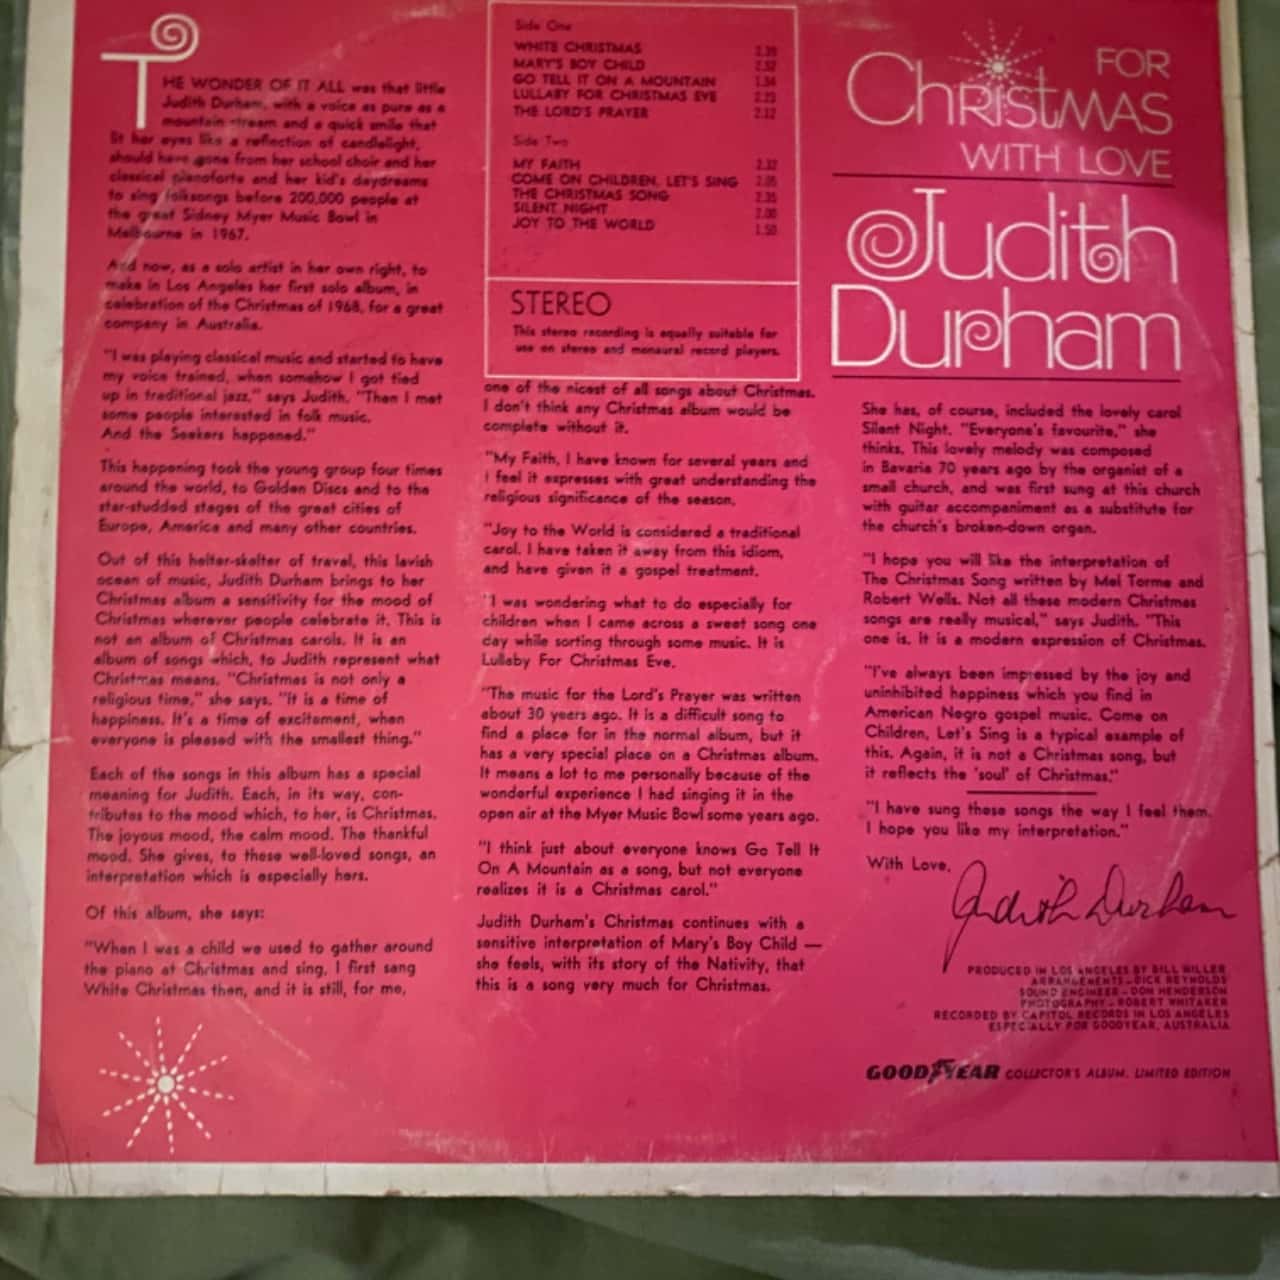 THE WONDER OF IT ALL was that little
Judith Durham, with a voice as pure as a
mountain stream and a quick smile that
lit her eyes like a reflection of candlelight,
should have gone from her school choir and her
classical pianoforte and her kid's daydreams
to sing folksongs before 200,000 people at
the great Sidney Myer Music Bowl in
Melbourne in 1967.
And now, as a solo artist in her own right, to
make in Los Angeles her first solo album, in
celebration of the Christmas of 1968, for a great
company in Australia.
"I was playing classical music and started to have
my voice trained, when somehow I got tied
up in traditional jazz," says Judith. "Then I met
some people interested in folk music.
And the Seekers happened."
This happening took the young group four times
around the world, to Golden Discs and to the
star-studded stages of the great cities of
Europe, America and many other countries.
Out of this helter-skelter of travel, this lavish
ocean of music, Judith Durham brings to her
Christmas album a sensitivity for the mood of
Christmas wherever people celebrate it. This is
not an album of Christmas carols. It is an
album of songs which, to Judith represent what
Christmas means. "Christmas is not only a
religious time," she says. "It is a time of
happiness. It's a time of excitement, when
everyone is pleased with the smallest thing."
Each of the songs in this album has a special
meaning for Judith. Each, in its way, con-
tributes to the mood which, to her, is Christmas.
The joyous mood, the calm mood. The thankful
mood. She gives, to these well-loved songs, an
interpretation which is especially hers.
Of this album, she says:
"When I was a child we used to gather around
the piano at Christmas and sing. I first sang
White Christmas then, and it is still, for me,
Side One
WHITE CHRISTMAS 2.39
MARY'S BOY CHILD 2.52
GO TELL IT ON A MOUNTAIN 1.54
LULLABY FOR CHRISTMAS EVE 2.23
THE LORD'S PRAYER 2.12
Side Two
MY FAITH 2.32
COME ON CHILDREN, LET'S SING 2.05
THE CHRISTMAS SONG 2.35
SILENT NIGHT 2.00
JOY TO THE WORLD 1.50
STEREO
This stereo recording is equally suitable for
use on stereo and monaural record players.
one of the nicest of all songs about Christmas.
I don't think any Christmas album would be
complete without it.
"My Faith, I have known for several years and
I feel it expresses with great understanding the
religious significance of the season.
"Joy to the World is considered a traditional
carol. I have taken it away from this idiom,
and have given it a gospel treatment.
"I was wondering what to do especially for
children when I came across a sweet song one
day while sorting through some music. It is
Lullaby For Christmas Eve.
"The music for the Lord's Prayer was written
about 30 years ago. It is a difficult song to
find a place for in the normal album, but it
has a very special place on a Christmas album.
It means a lot to me personally because of the
wonderful experience I had singing it in the
open air at the Myer Music Bowl some years ago.
"I think just about everyone knows Go Tell It
On A Mountain as a song, but not everyone
realizes it is a Christmas carol."
Judith Durham's Christmas continues with a
sensitive interpretation of Mary's Boy Child —
she feels, with its story of the Nativity, that
this is a song very much for Christmas.
FOR
Christmas
WITH LOVE
Judith
Durham
She has, of course, included the lovely carol
Silent Night. "Everyone's favourite," she
thinks. This lovely melody was composed
in Bavaria 70 years ago by the organist of a
small church, and was first sung at this church
with guitar accompaniment as a substitute for
the church's broken-down organ.
"I hope you will like the interpretation of
The Christmas Song written by Mel Torme and
Robert Wells. Not all these modern Christmas
songs are really musical," says Judith. "This
one is. It is a modern expression of Christmas.
"I've always been impressed by the joy and
uninhibited happiness which you find in
American Negro gospel music. Come on
Children, Let's Sing is a typical example of
this. Again, it is not a Christmas song, but
it reflects the 'soul' of Christmas."
"I have sung these songs the way I feel them.
I hope you like my interpretation."
With Love,
Judith Durham
PRODUCED IN LOS ANGELES BY BILL MILLER
ARRANGEMENTS - DICK REYNOLDS
SOUND ENGINEER - DON HENDERSON
PHOTOGRAPHY - ROBERT WHITAKER
RECORDED BY CAPITOL RECORDS IN LOS ANGELES
ESPECIALLY FOR GOODYEAR, AUSTRALIA
GOODYEAR COLLECTOR'S ALBUM. LIMITED EDITION